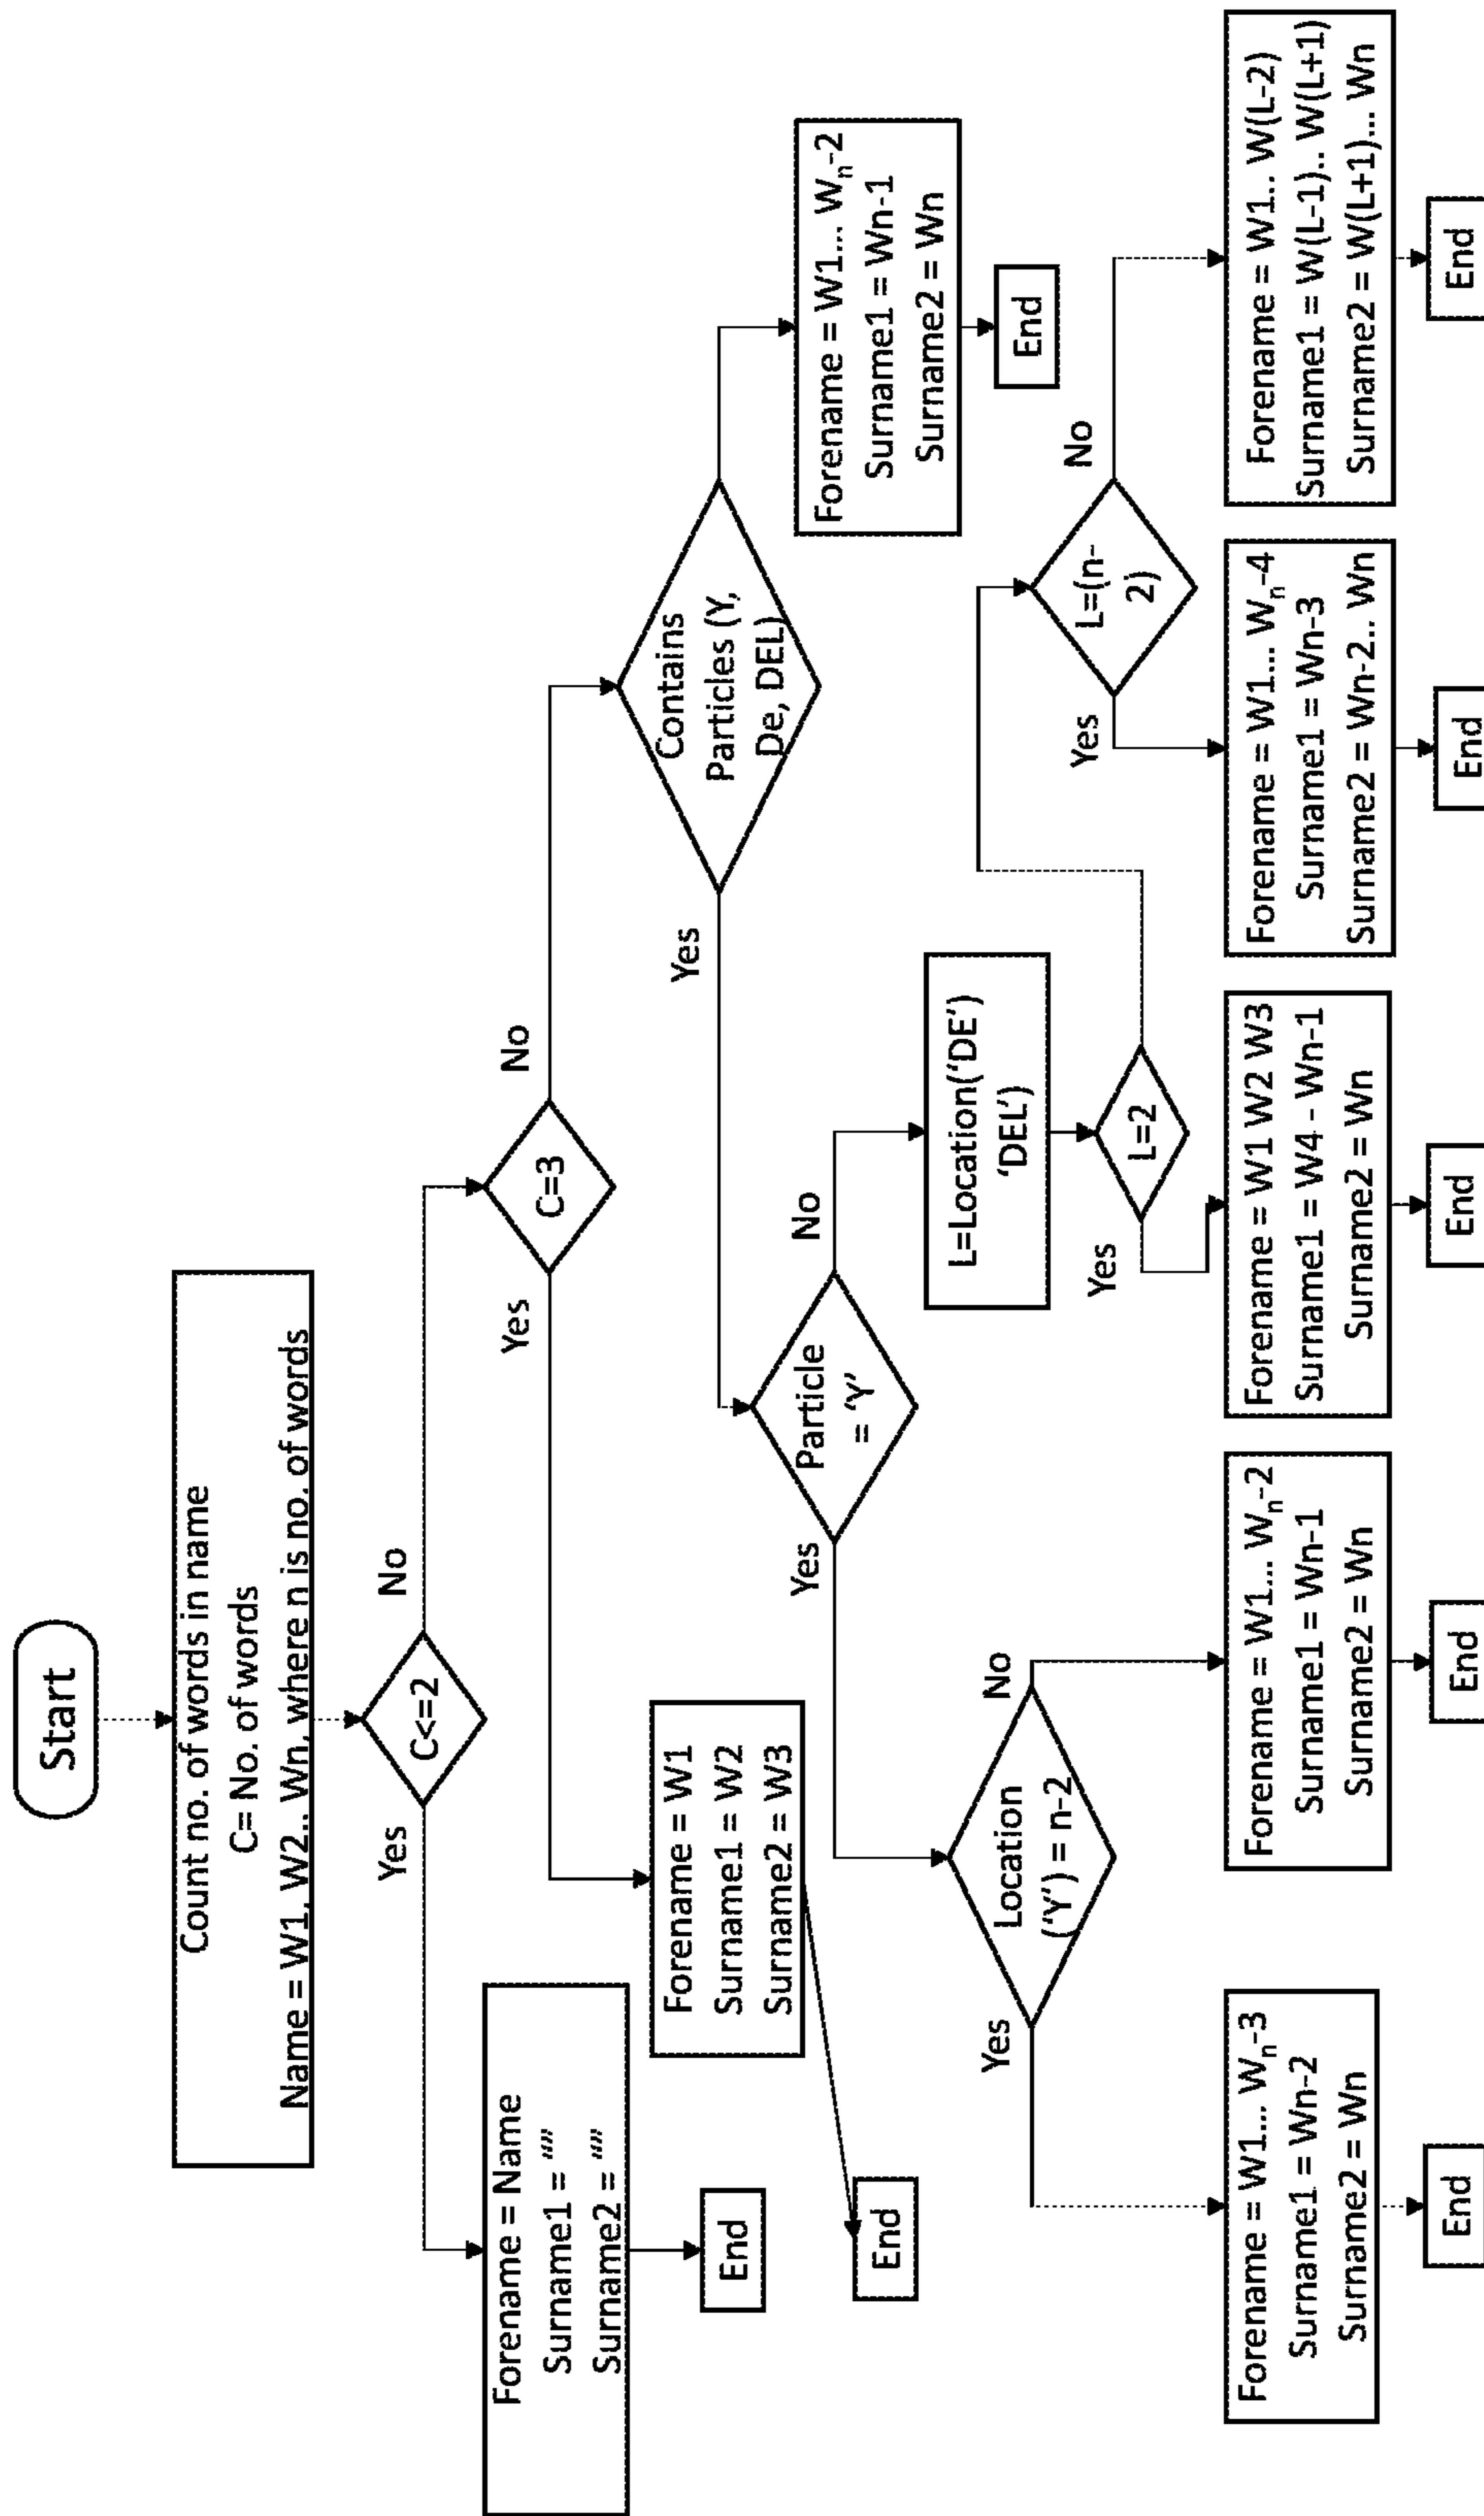 Start
Count no. of words in name
C= No. of words
Name = W1, W2.. Wn, where n is no. of words
C<=2
Yes
No
Forename = Name
Surname1 = “”
Surname2 = “”
End
C=3
Yes
No
Forename = W1
Surname1 = W2
Surname2 = W3
End
Contains
Particles (Y,
De, DEL)
Yes
Forename = W1... Wn-2
Surname1 = Wn-1
Surname2 = Wn
End
Particle
= ‘Y’
Yes
No
Location
(‘Y’) = n-2
Yes
No
L=Location(‘DE’)
‘DEL’)
L=2
Yes
L=(n-
2)
Yes
No
Forename = W1... Wn-3
Surname1 = Wn-2
Surname2 = Wn
End
Forename = W1... Wn-2
Surname1 = Wn-1
Surname2 = Wn
End
Forename = W1 W2 W3
Surname1 = W4 - Wn-1
Surname2 = Wn
End
Forename = W1... Wn-4
Surname1 = Wn-3
Surname2 = Wn-2.. Wn
End
Forename = W1.. W(L-2)
Surname1 = W(L-1).. W(L+1)
Surname2 = W(L+1)... Wn
End